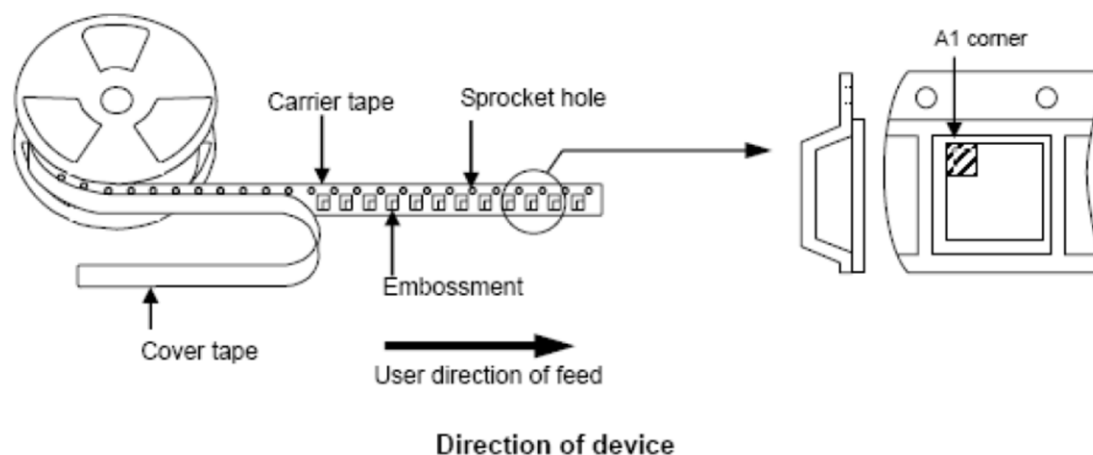 A1 corner
Carrier tape
Sprocket hole
Embossment
Cover tape
User direction of feed
Direction of device